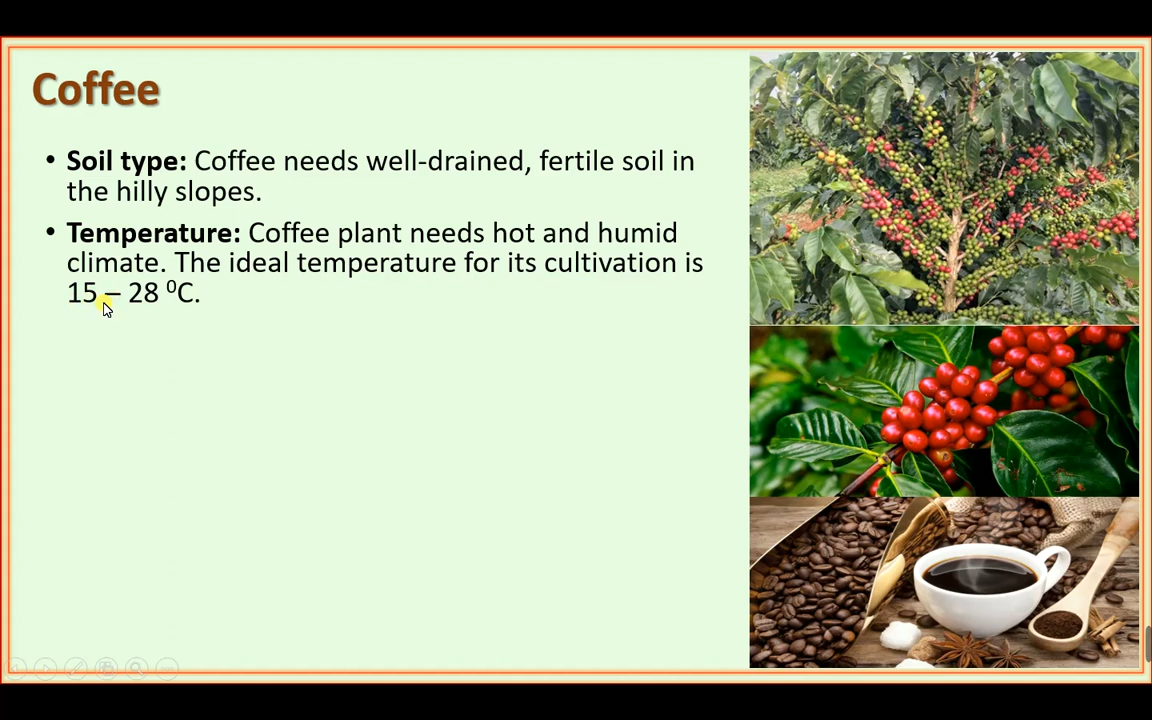 Coffee
• Soil type: Coffee needs well-drained, fertile soil in
the hilly slopes.
• Temperature: Coffee plant needs hot and humid
climate. The ideal temperature for its cultivation is
15 – 28 ⁰C.